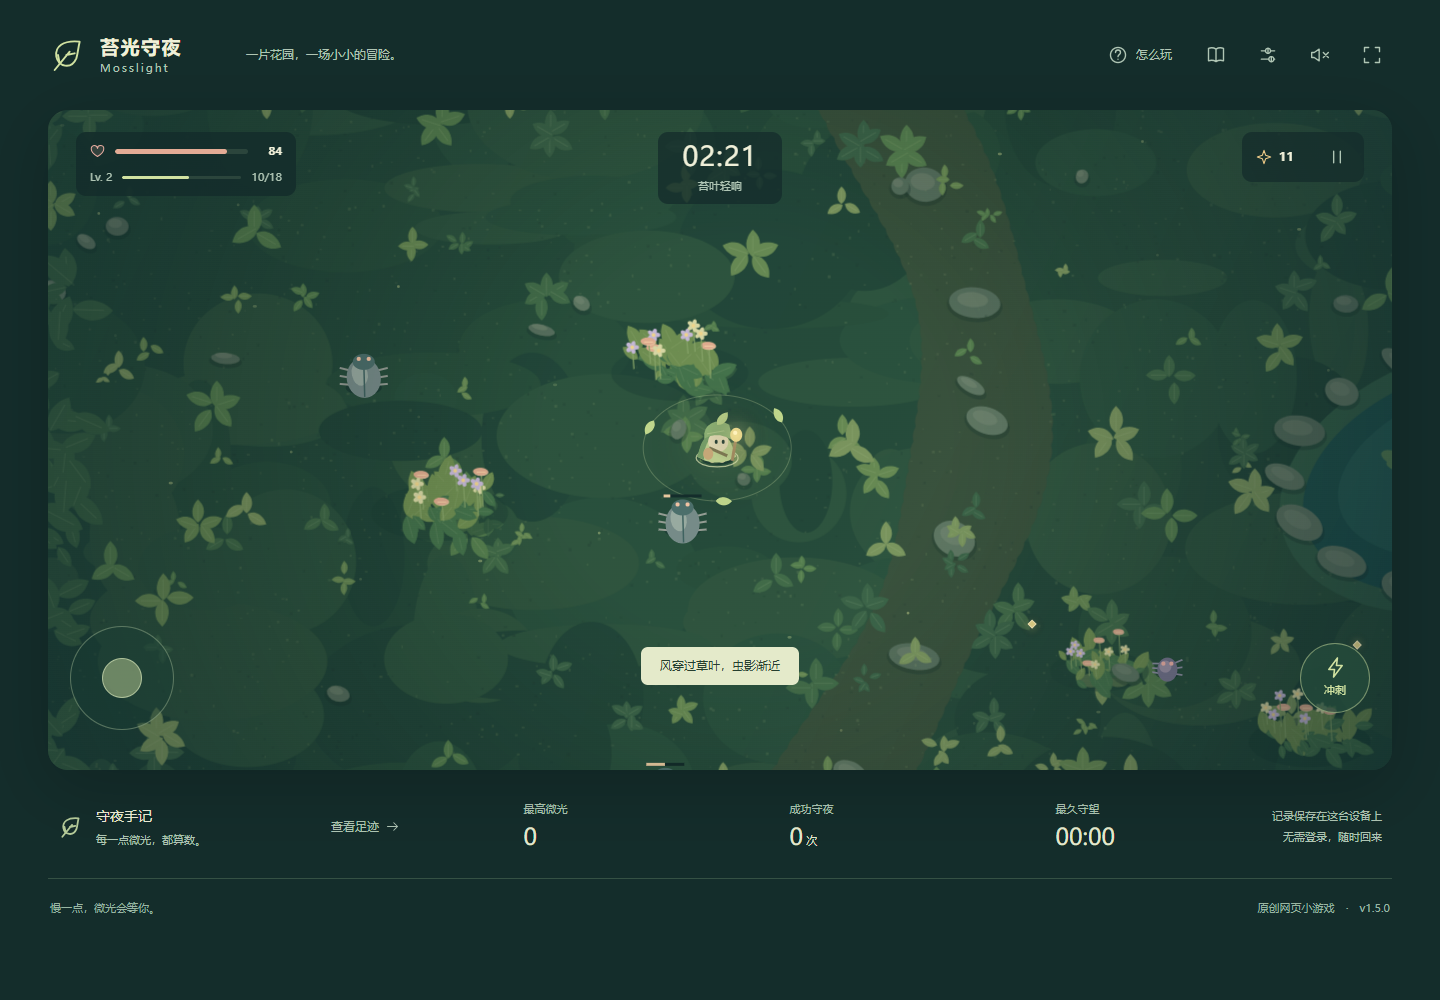 苔光守夜
Mosslight
一片花园，一场小小的冒险。
怎么玩
84
Lv. 2
10/18
02:21
苔叶轻响
11
风穿过草叶，虫影渐近
冲刺
守夜手记
每一点微光，都算数。
查看足迹
最高微光
0
成功守夜
0 次
最久守望
00:00
记录保存在这台设备上
无需登录，随时回来
慢一点，微光会等你。
原创网页小游戏 · v1.5.0